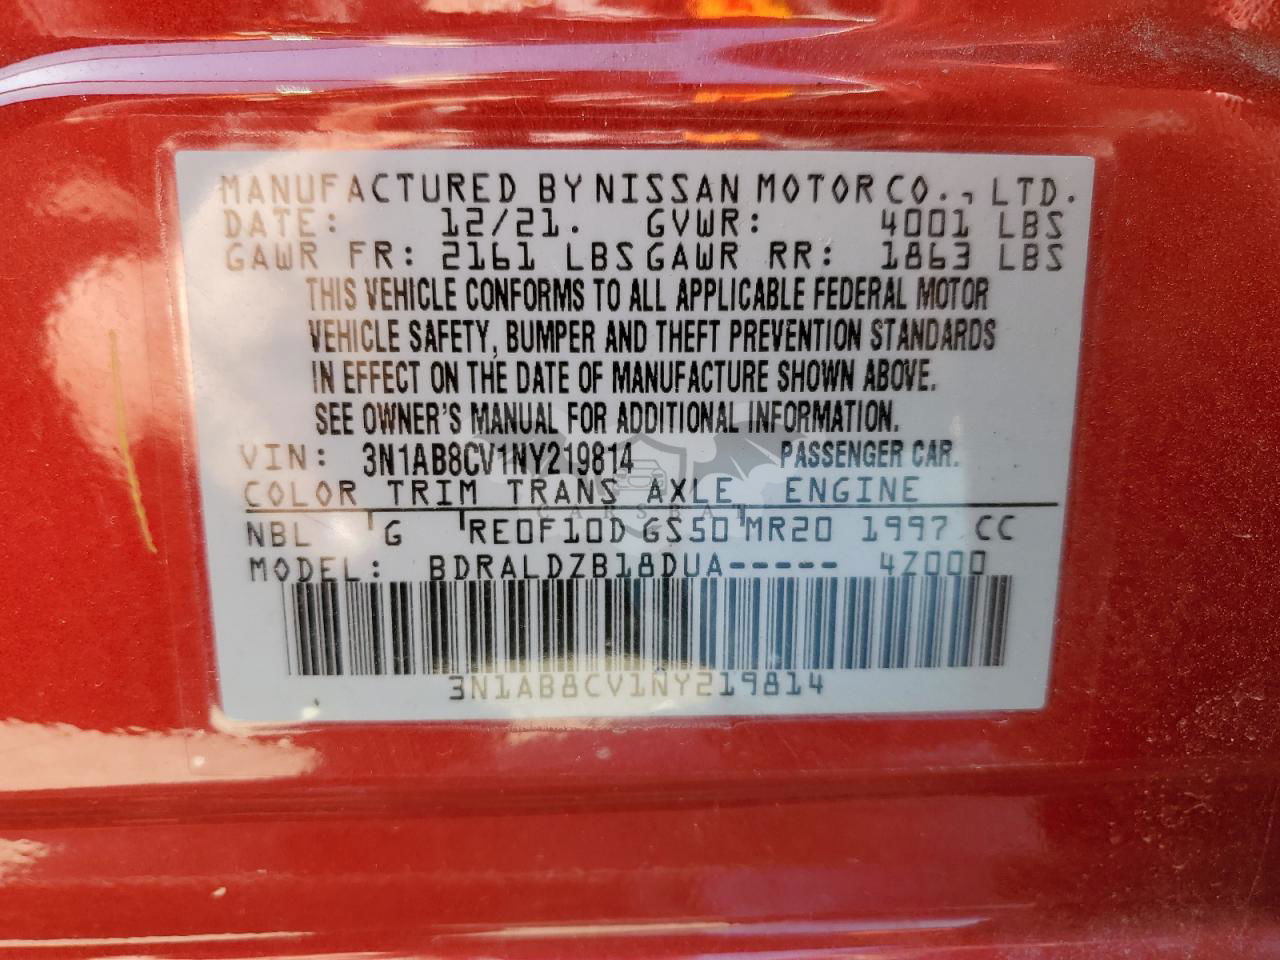 MANUFACTURED BY NISSAN MOTOR CO., LTD.
DATE: 12/21. GVWR: 4001 LBS
GAWR FR: 2161 LBS GAWR RR: 1863 LBS
THIS VEHICLE CONFORMS TO ALL APPLICABLE FEDERAL MOTOR
VEHICLE SAFETY, BUMPER AND THEFT PREVENTION STANDARDS
IN EFFECT ON THE DATE OF MANUFACTURE SHOWN ABOVE.
SEE OWNER'S MANUAL FOR ADDITIONAL INFORMATION.
VIN: 3N1AB8CV1NY219814 PASSENGER CAR.
COLOR TRIM TRANS AXLE ENGINE
CARSBAT
NBL G RE0F10D GS50 MR20 1997 CC
MODEL: BDRALDZB18DUA----- 4Z000
3N1AB8CV1NY219814